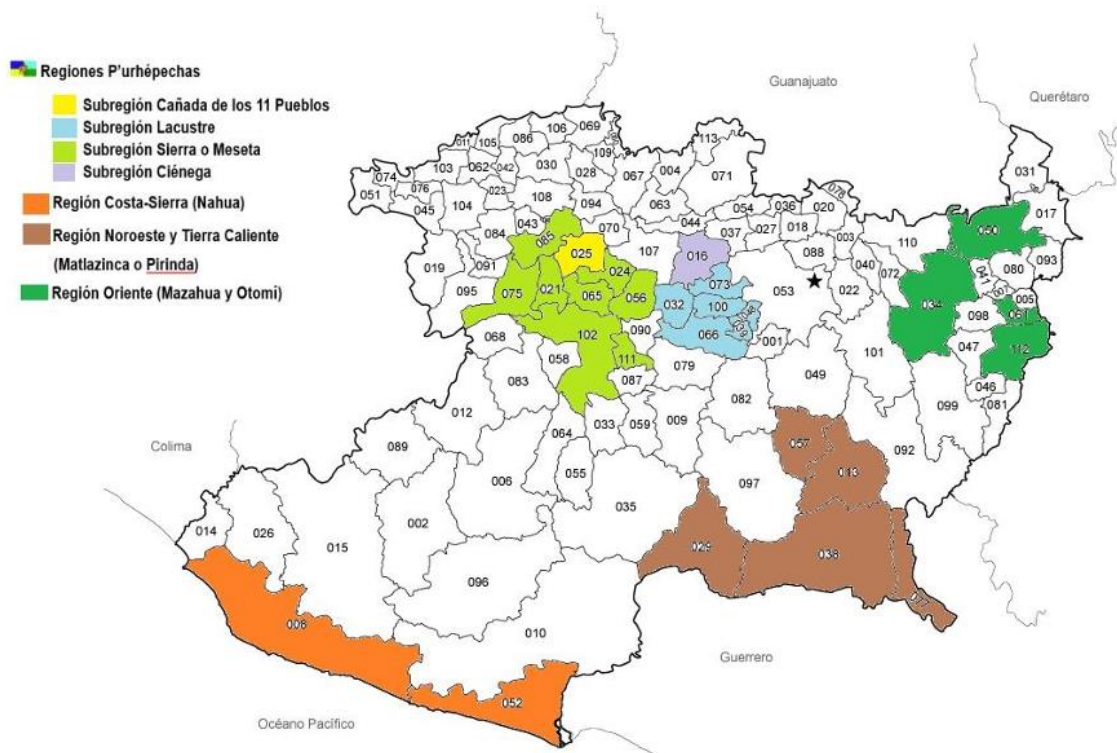 Regiones P'urhépechas
Subregión Cañada de los 11 Pueblos
Subregión Lacustre
Subregión Sierra o Meseta
Subregión Ciénega
Región Costa-Sierra (Nahua)
Región Noroeste y Tierra Caliente
(Matlazinca o Pirinda)
Región Oriente (Mazahua y Otomí)
Guanajuato
Querétaro
Colima
Guerrero
Océano Pacífico
011 105 086 106 069
113
109
074 103 062 042 030 028 067 004 071 031
051 076 023
045 104 108 094 063 078
017
084 043 044 054 036 020
085 070 037 027 018 003 110 050
019 091 025 107 016 088 040 072 080 093
024 041
095 075 021 065 056 032 073 053 022 034 005
100 098 061
102 090 066 001 047 112
068 058 111 079 101
083 087 049 046
012 082 099 081
064 033 059 009
089 057 092
055 013
006 097
035
014 026 002 029 038
015
096 077
008 010
052